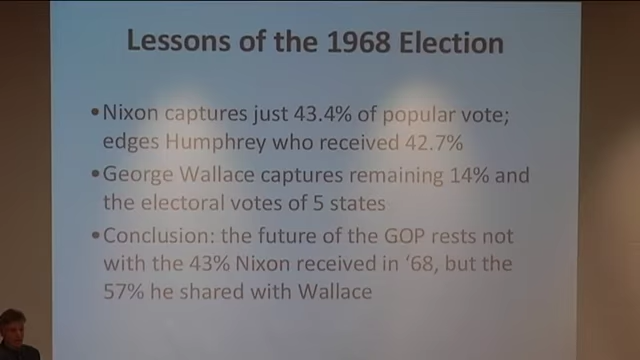 Lessons of the 1968 Election
•Nixon captures just 43.4% of popular vote;
edges Humphrey who received 42.7%
•George Wallace captures remaining 14% and
the electoral votes of 5 states
•Conclusion: the future of the GOP rests not
with the 43% Nixon received in ‘68, but the
57% he shared with Wallace